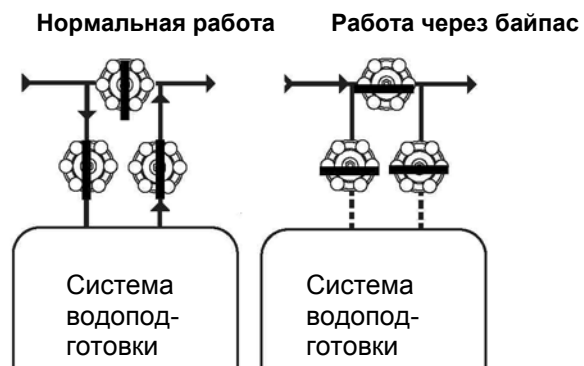 Нормальная работа
Работа через байпас
Система
водопод-
готовки
Система
водопод-
готовки